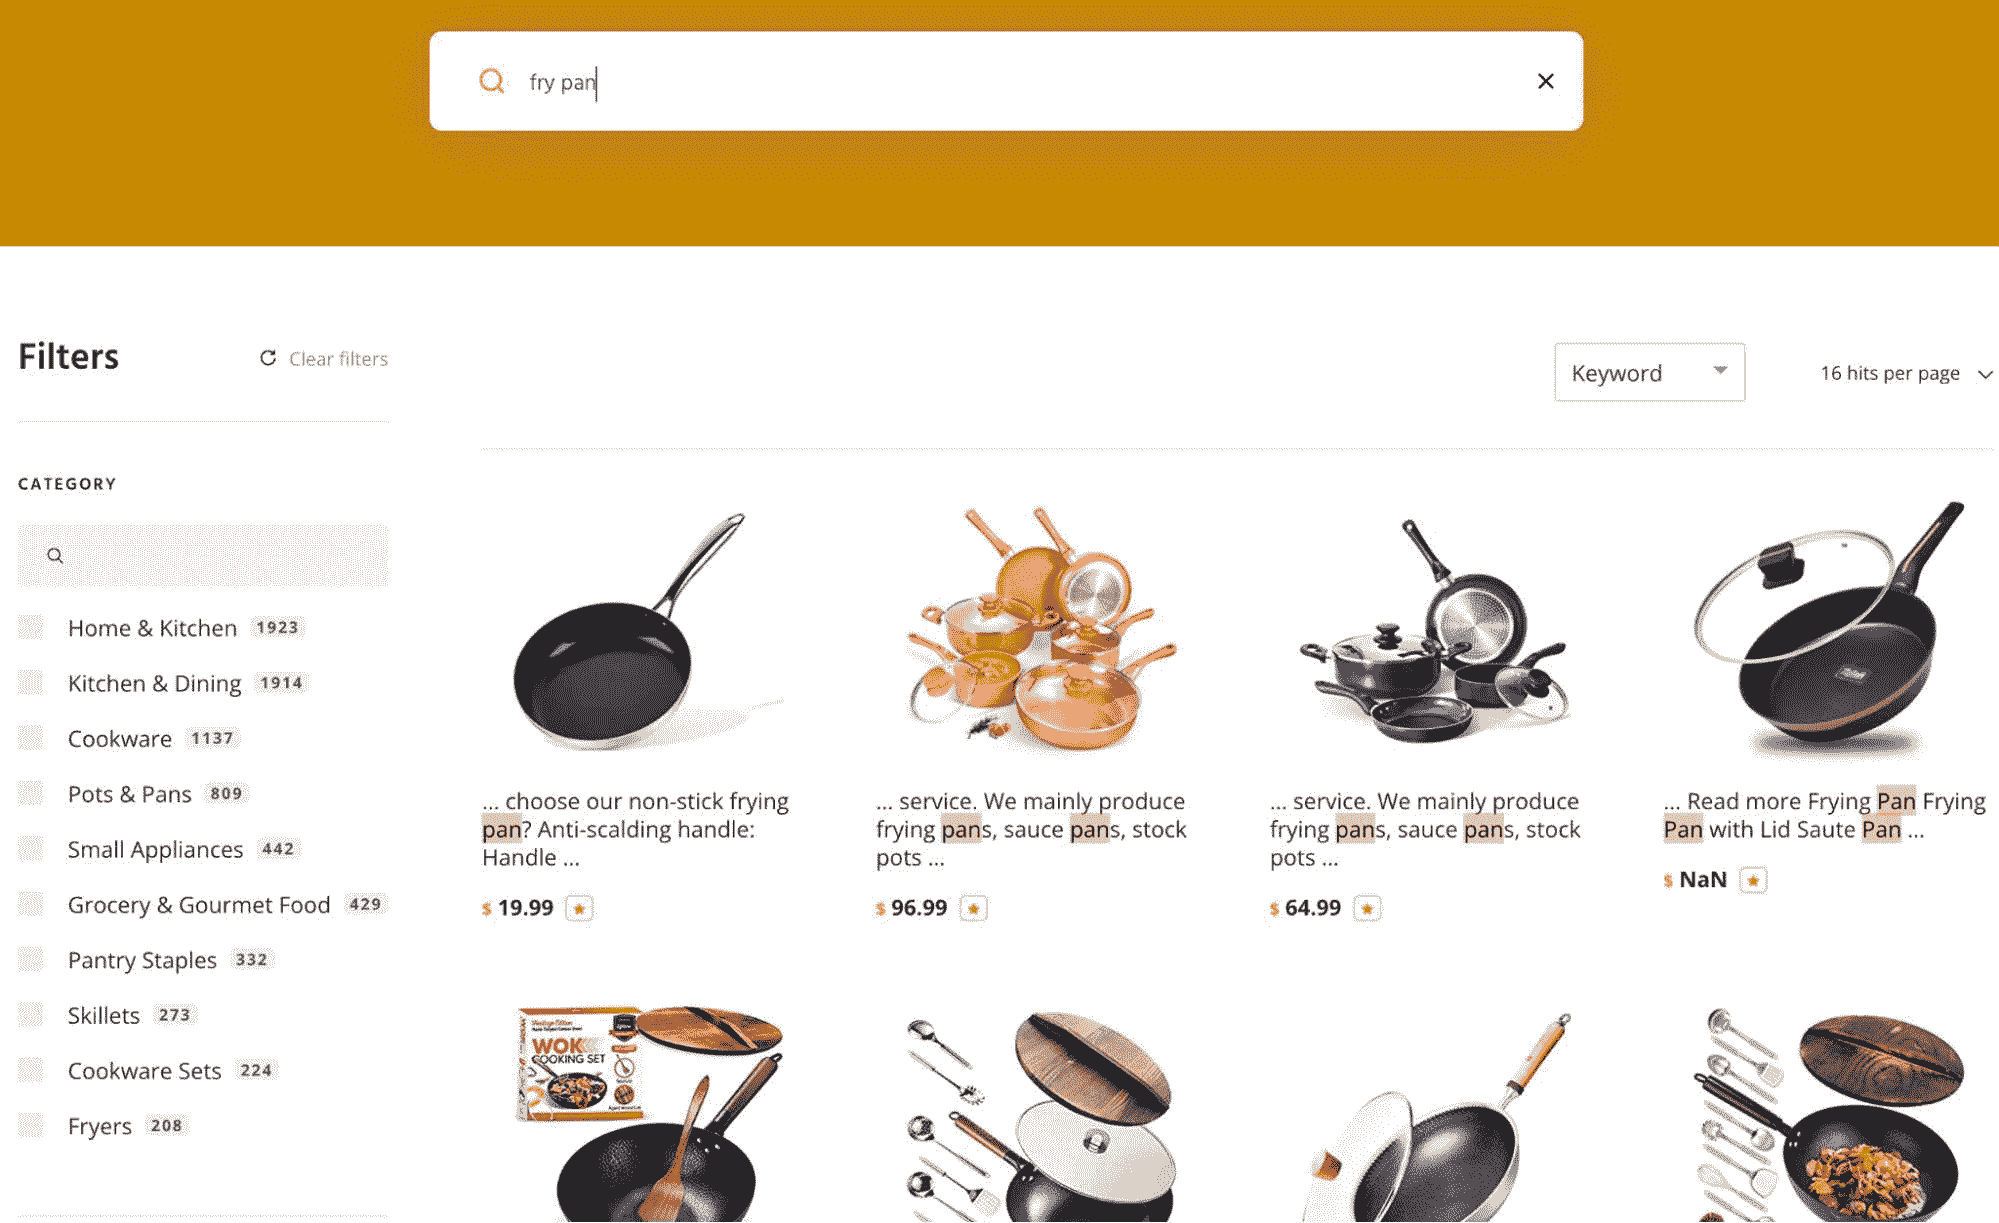 fry pan
Filters
Clear filters
Keyword
16 hits per page
CATEGORY
Home & Kitchen 1923
Kitchen & Dining 1914
Cookware 1137
Pots & Pans 809
Small Appliances 442
Grocery & Gourmet Food 429
Pantry Staples 332
Skillets 273
Cookware Sets 224
Fryers 208
... choose our non-stick frying
pan? Anti-scalding handle:
Handle ...
$ 19.99
... service. We mainly produce
frying pans, sauce pans, stock
pots ...
$ 96.99
... service. We mainly produce
frying pans, sauce pans, stock
pots ...
$ 64.99
... Read more Frying Pan Frying
Pan with Lid Saute Pan ...
$ NaN
WOK
COOKING SET